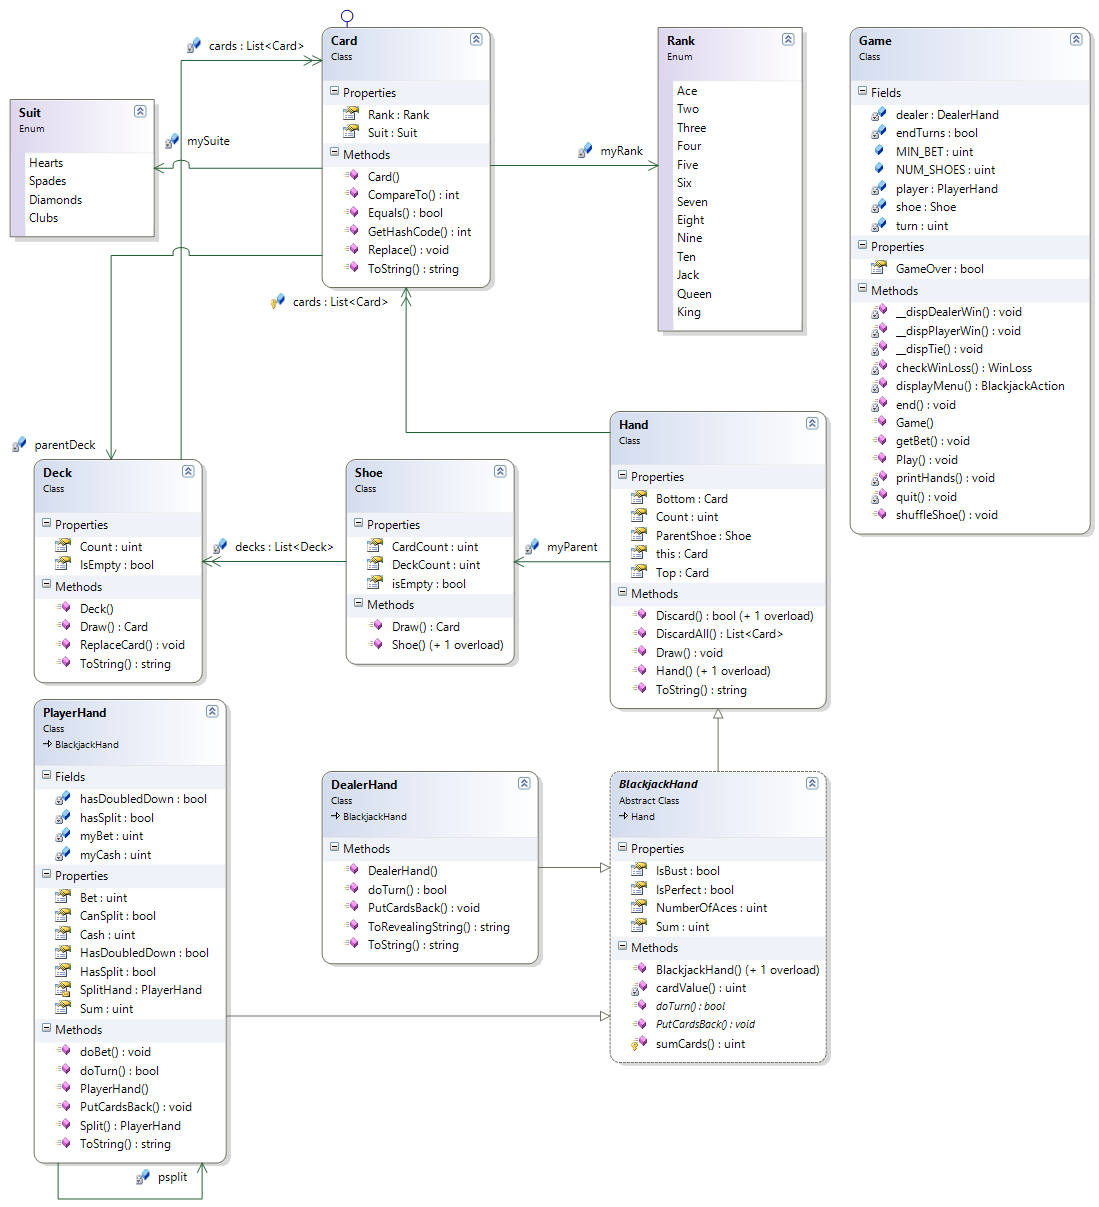 cards : List<Card>
Card
Class
Properties
Rank : Rank
Suit : Suit
Methods
Card()
CompareTo() : int
Equals() : bool
GetHashCode() : int
Replace() : void
ToString() : string
Rank
Enum
Ace
Two
Three
Four
Five
Six
Seven
Eight
Nine
Ten
Jack
Queen
King
Game
Class
Fields
dealer : DealerHand
endTurns : bool
MIN_BET : uint
NUM_SHOES : uint
player : PlayerHand
shoe : Shoe
turn : uint
Properties
GameOver : bool
Methods
__dispDealerWin() : void
__dispPlayerWin() : void
__dispTie() : void
checkWinLoss() : WinLoss
displayMenu() : BlackjackAction
end() : void
Game()
getBet() : void
Play() : void
printHands() : void
quit() : void
shuffleShoe() : void
Suit
Enum
Hearts
Spades
Diamonds
Clubs
mySuite
myRank
cards : List<Card>
parentDeck
Deck
Class
Properties
Count : uint
IsEmpty : bool
Methods
Deck()
Draw() : Card
ReplaceCard() : void
ToString() : string
decks : List<Deck>
Shoe
Class
Properties
CardCount : uint
DeckCount : uint
isEmpty : bool
Methods
Draw() : Card
Shoe() (+ 1 overload)
myParent
Hand
Class
Properties
Bottom : Card
Count : uint
ParentShoe : Shoe
this : Card
Top : Card
Methods
Discard() : bool (+ 1 overload)
DiscardAll() : List<Card>
Draw() : void
Hand() (+ 1 overload)
ToString() : string
PlayerHand
Class
BlackjackHand
Fields
hasDoubledDown : bool
hasSplit : bool
myBet : uint
myCash : uint
Properties
Bet : uint
CanSplit : bool
Cash : uint
HasDoubledDown : bool
HasSplit : bool
SplitHand : PlayerHand
Sum : uint
Methods
doBet() : void
doTurn() : bool
PlayerHand()
PutCardsBack() : void
Split() : PlayerHand
ToString() : string
psplit
DealerHand
Class
BlackjackHand
Methods
DealerHand()
doTurn() : bool
PutCardsBack() : void
ToRevealingString() : string
ToString() : string
BlackjackHand
Abstract Class
Hand
Properties
IsBust : bool
IsPerfect : bool
NumberOfAces : uint
Sum : uint
Methods
BlackjackHand() (+ 1 overload)
cardValue() : uint
doTurn() : bool
PutCardsBack() : void
sumCards() : uint